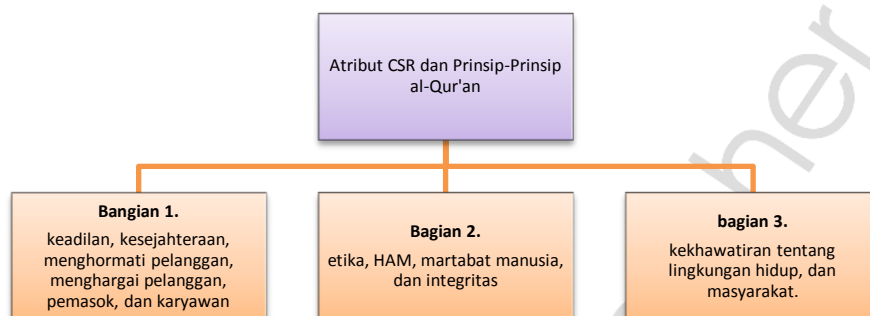 Atribut CSR dan Prinsip-Prinsip
al-Qur'an
Bangian 1.
keadilan, kesejahteraan,
menghormati pelanggan,
menghargai pelanggan,
pemasok, dan karyawan
Bagian 2.
etika, HAM, martabat manusia,
dan integritas
bagian 3.
kekhawatiran tentang
lingkungan hidup, dan
masyarakat.
her